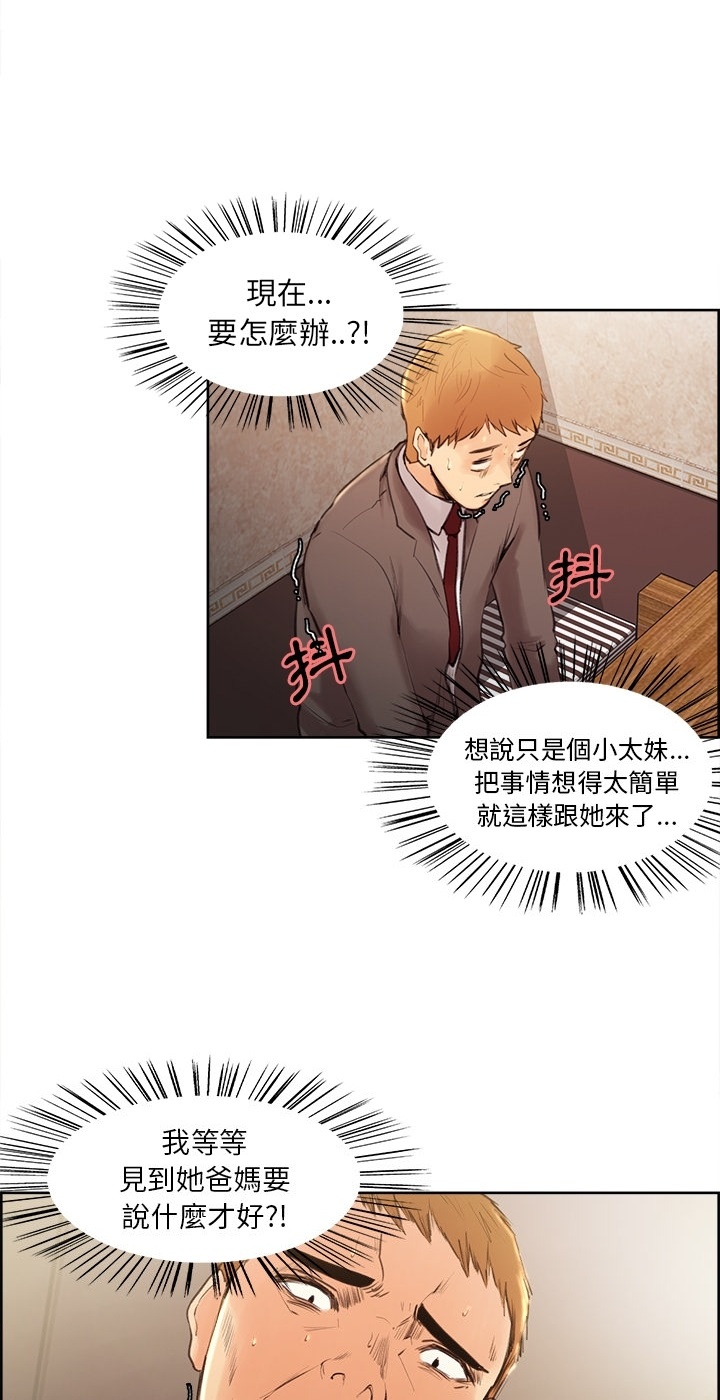 現在...
要怎麼辦..?!
抖
抖
想說只是個小太妹...
把事情想得太簡單
就這樣跟她來了...
我等等
見到她爸媽要
說什麼才好?!